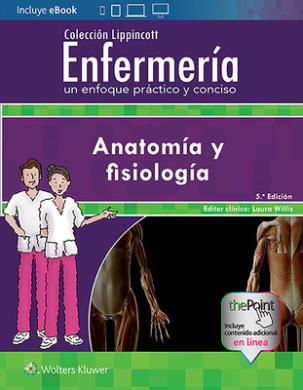 Incluye eBook
Colección Lippincott
Enfermería
un enfoque práctico y conciso
Anatomía y
fisiología
5.ª Edición
Editor clínico: Laura Willis
thePoint
Incluye
contenido adicional
en línea
Wolters Kluwer